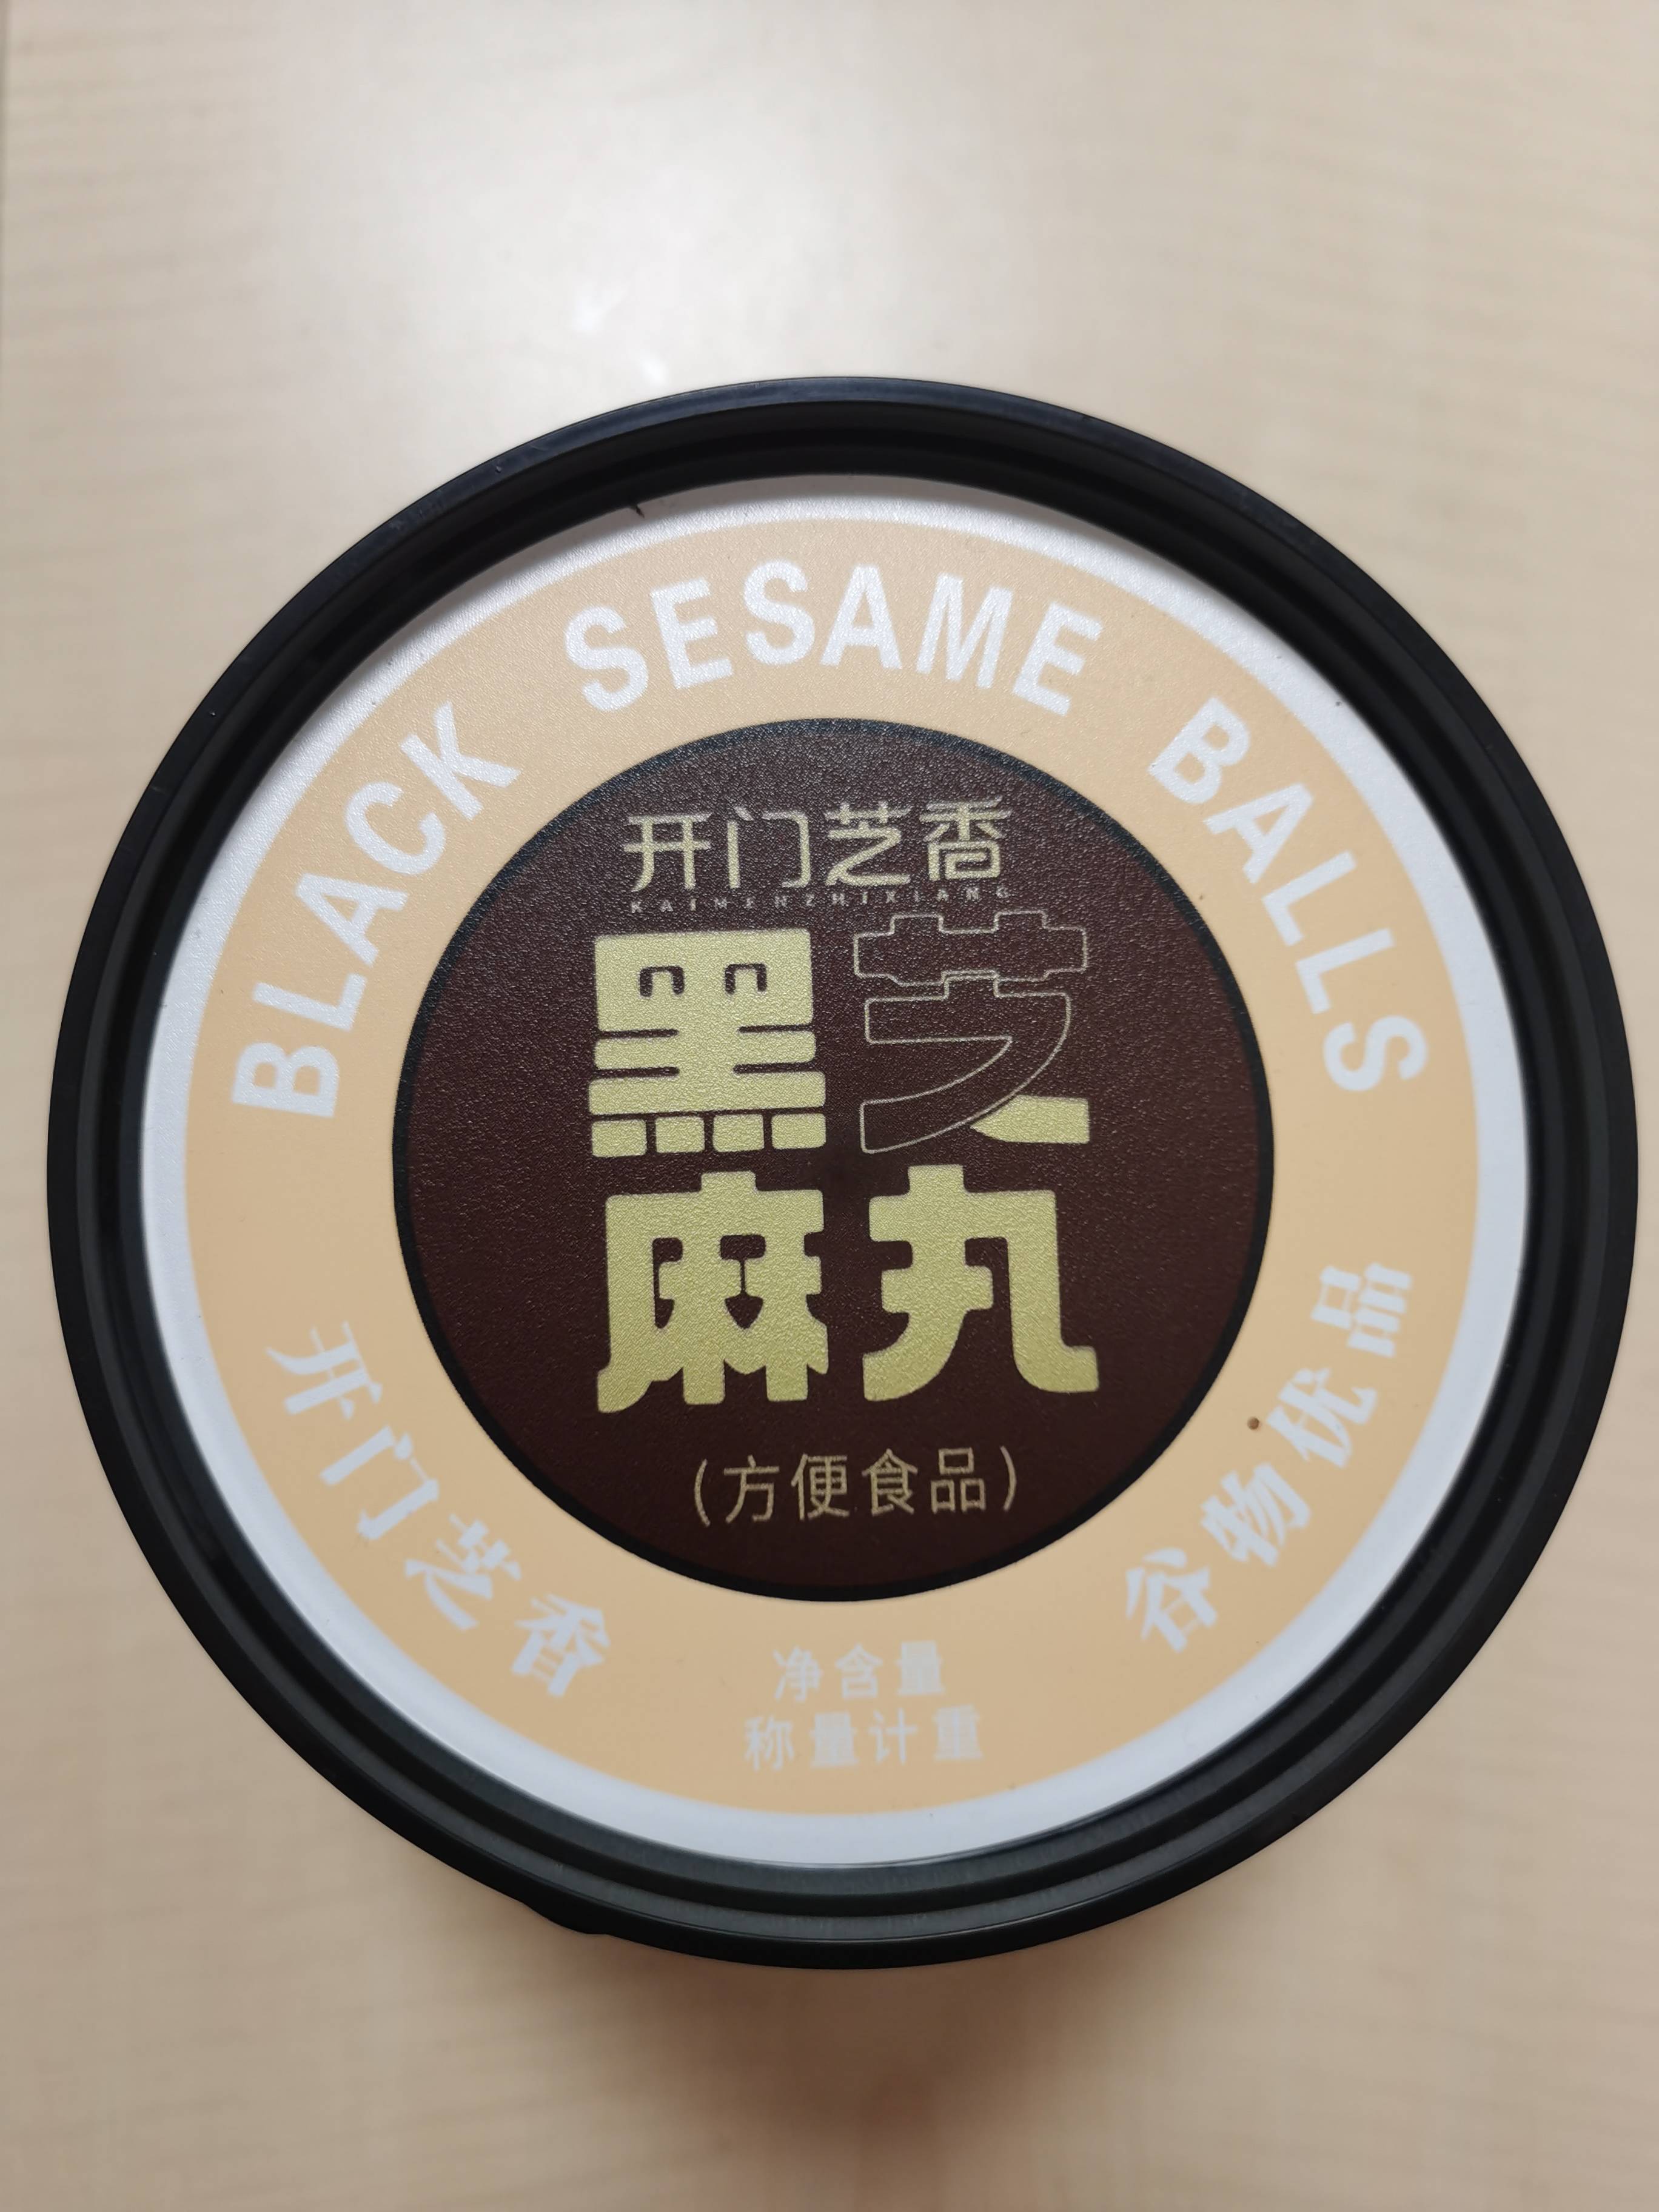 BLACK SESAME BALLS
开门芝香
KAIMENZHIXIANG
黑芝
麻丸
(方便食品)
开门芝香
谷物优品
净含量
称量计重